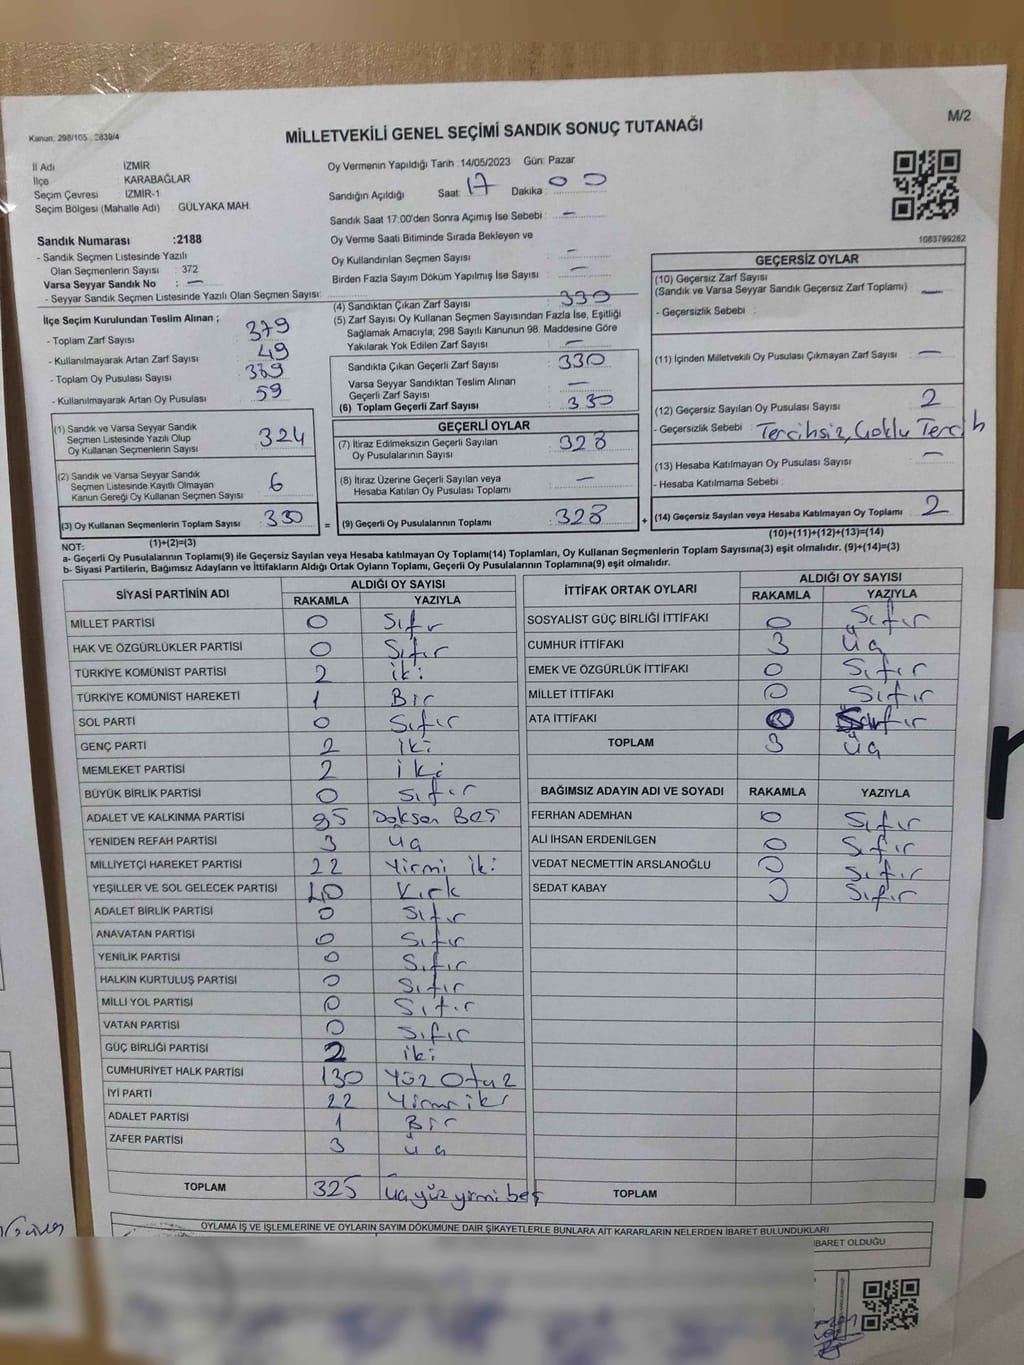 Kanun: 298/105 . 2839/4
MİLLETVEKİLİ GENEL SEÇİMİ SANDIK SONUÇ TUTANAĞI
M/2
İl Adı İZMİR
İlçe KARABAĞLAR
Seçim Çevresi : İZMİR-1
Seçim Bölgesi (Mahalle Adı) : GÜLYAKA MAH.
Oy Vermenin Yapıldığı Tarih :14/05/2023 Gün: Pazar
Sandığın Açıldığı Saat: 17 Dakika : 00
Sandık Saat 17:00'den Sonra Açımış İse Sebebi : –
1083799282
Sandık Numarası :2188
- Sandık Seçmen Listesinde Yazılı
Olan Seçmenlerin Sayısı : 372
Varsa Seyyar Sandık No : –
- Seyyar Sandık Seçmen Listesinde Yazılı Olan Seçmen Sayısı:
Oy Verme Saati Bitiminde Sırada Bekleyen ve
Oy Kullandırılan Seçmen Sayısı : –
Birden Fazla Sayım Döküm Yapılmış İse Sayısı : –
İlçe Seçim Kurulundan Teslim Alınan ;
- Toplam Zarf Sayısı : 379
- Kullanılmayarak Artan Zarf Sayısı : 49
- Toplam Oy Pusulası Sayısı :
- Kullanılmayarak Artan Oy Pusulası : 59
(1) Sandık ve Varsa Seyyar Sandık
Seçmen Listesinde Yazılı Olup
Oy Kullanan Seçmenlerin Sayısı : 324
(2) Sandık ve Varsa Seyyar Sandık
Seçmen Listesinde Kayıtlı Olmayan
Kanun Gereği Oy Kullanan Seçmen Sayısı : 6
(3) Oy Kullanan Seçmenlerin Toplam Sayısı : 330
(1)+(2)=(3)
(4) Sandıktan Çıkan Zarf Sayısı : 330
(5) Zarf Sayısı Oy Kullanan Seçmen Sayısından Fazla İse, Eşitliği
Sağlamak Amacıyla; 298 Sayılı Kanunun 98. Maddesine Göre
Yakılarak Yok Edilen Zarf Sayısı : –
Sandıkta Çıkan Geçerli Zarf Sayısı : 330
Varsa Seyyar Sandıktan Teslim Alınan
Geçerli Zarf Sayısı : –
(6) Toplam Geçerli Zarf Sayısı : 330
GEÇERLİ OYLAR
(7) İtiraz Edilmeksizin Geçerli Sayılan
Oy Pusulalarının Sayısı : 328
(8) İtiraz Üzerine Geçerli Sayılan veya
Hesaba Katılan Oy Pusulası Toplamı : –
= (9) Geçerli Oy Pusulalarının Toplamı : 328
GEÇERSİZ OYLAR
(10) Geçersiz Zarf Sayısı
(Sandık ve Varsa Seyyar Sandık Geçersiz Zarf Toplamı) : –
- Geçersizlik Sebebi :
(11) İçinden Milletvekili Oy Pusulası Çıkmayan Zarf Sayısı : –
(12) Geçersiz Sayılan Oy Pusulası Sayısı : 2
- Geçersizlik Sebebi : Tercihsiz, Çoklu Tercih
(13) Hesaba Katılmayan Oy Pusulası Sayısı : –
- Hesaba Katılmama Sebebi :
+ (14) Geçersiz Sayılan veya Hesaba Katılmayan Oy Toplamı : 2
(10)+(11)+(12)+(13)=(14)
NOT:
a- Geçerli Oy Pusulalarının Toplamı(9) ile Geçersiz Sayılan veya Hesaba katılmayan Oy Toplamı(14) Toplamları, Oy Kullanan Seçmenlerin Toplam Sayısına(3) eşit olmalıdır. (9)+(14)=(3)
b- Siyasi Partilerin, Bağımsız Adayların ve İttifakların Aldığı Ortak Oyların Toplamı, Geçerli Oy Pusulalarının Toplamına(9) eşit olmalıdır.
SİYASİ PARTİNİN ADI ALDIĞI OY SAYISI
RAKAMLA YAZIYLA
MİLLET PARTİSİ 0 Sıfır
HAK VE ÖZGÜRLÜKLER PARTİSİ 0 Sıfır
TÜRKİYE KOMÜNİST PARTİSİ 2 iki
TÜRKİYE KOMÜNİST HAREKETİ 1 Bir
SOL PARTİ 0 Sıfır
GENÇ PARTİ 2 iki
MEMLEKET PARTİSİ 2 iki
BÜYÜK BİRLİK PARTİSİ 0 Sıfır
ADALET VE KALKINMA PARTİSİ 95 Doksan Beş
YENİDEN REFAH PARTİSİ 3 üç
MİLLİYETÇİ HAREKET PARTİSİ 22 Yirmi iki
YEŞİLLER VE SOL GELECEK PARTİSİ 40 Kırk
ADALET BİRLİK PARTİSİ 0 Sıfır
ANAVATAN PARTİSİ 0 Sıfır
YENİLİK PARTİSİ 0 Sıfır
HALKIN KURTULUŞ PARTİSİ 0 Sıfır
MİLLİ YOL PARTİSİ 0 Sıfır
VATAN PARTİSİ 0 Sıfır
GÜÇ BİRLİĞİ PARTİSİ 2 iki
CUMHURİYET HALK PARTİSİ 130 Yüz Otuz
İYİ PARTİ 22 Yirmi iki
ADALET PARTİSİ 1 Bir
ZAFER PARTİSİ 3 üç
TOPLAM 325 üçyüzyirmi beş
İTTİFAK ORTAK OYLARI ALDIĞI OY SAYISI
RAKAMLA YAZIYLA
SOSYALİST GÜÇ BİRLİĞİ İTTİFAKI 0 Sıfır
CUMHUR İTTİFAKI 3 üç
EMEK VE ÖZGÜRLÜK İTTİFAKI 0 Sıfır
MİLLET İTTİFAKI 0 Sıfır
ATA İTTİFAKI 0 Sıfır
TOPLAM 3 üç
BAĞIMSIZ ADAYIN ADI VE SOYADI RAKAMLA YAZIYLA
FERHAN ADEMHAN 0 Sıfır
ALİ İHSAN ERDENİLGEN 0 Sıfır
VEDAT NECMETTİN ARSLANOĞLU 0 Sıfır
SEDAT KABAY 0 Sıfır
TOPLAM
OYLAMA İŞ VE İŞLEMLERİNE VE OYLARIN SAYIM DÖKÜMÜNE DAİR ŞİKAYETLERLE BUNLARA AİT KARARLARIN NELERDEN İBARET BULUNDUKLARI
İBARET OLDUĞU